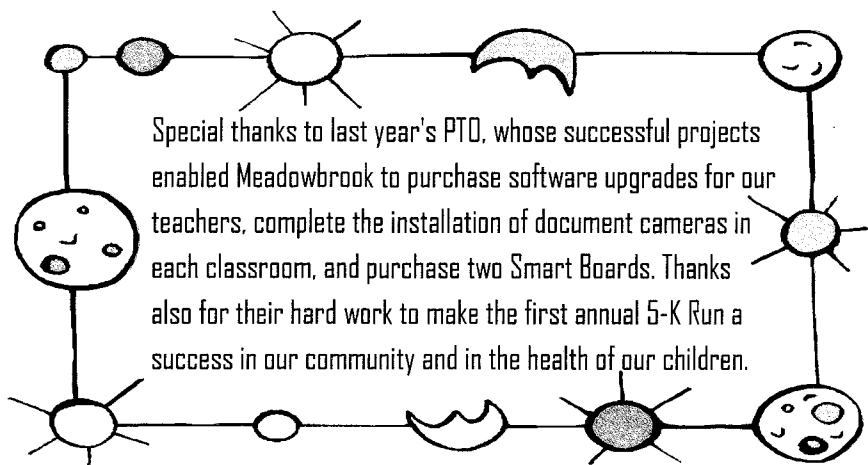 Special thanks to last year's PTO, whose successful projects
enabled Meadowbrook to purchase software upgrades for our
teachers, complete the installation of document cameras in
each classroom, and purchase two Smart Boards. Thanks
also for their hard work to make the first annual 5-K Run a
success in our community and in the health of our children.